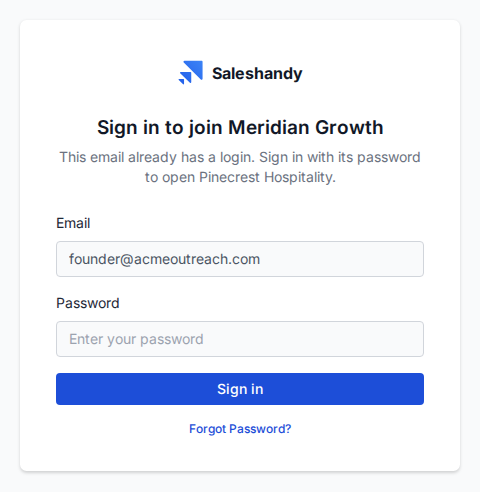 Saleshandy
Sign in to join Meridian Growth
This email already has a login. Sign in with its password
to open Pinecrest Hospitality.
Email
founder@acmeoutreach.com
Password
Enter your password
Sign in
Forgot Password?